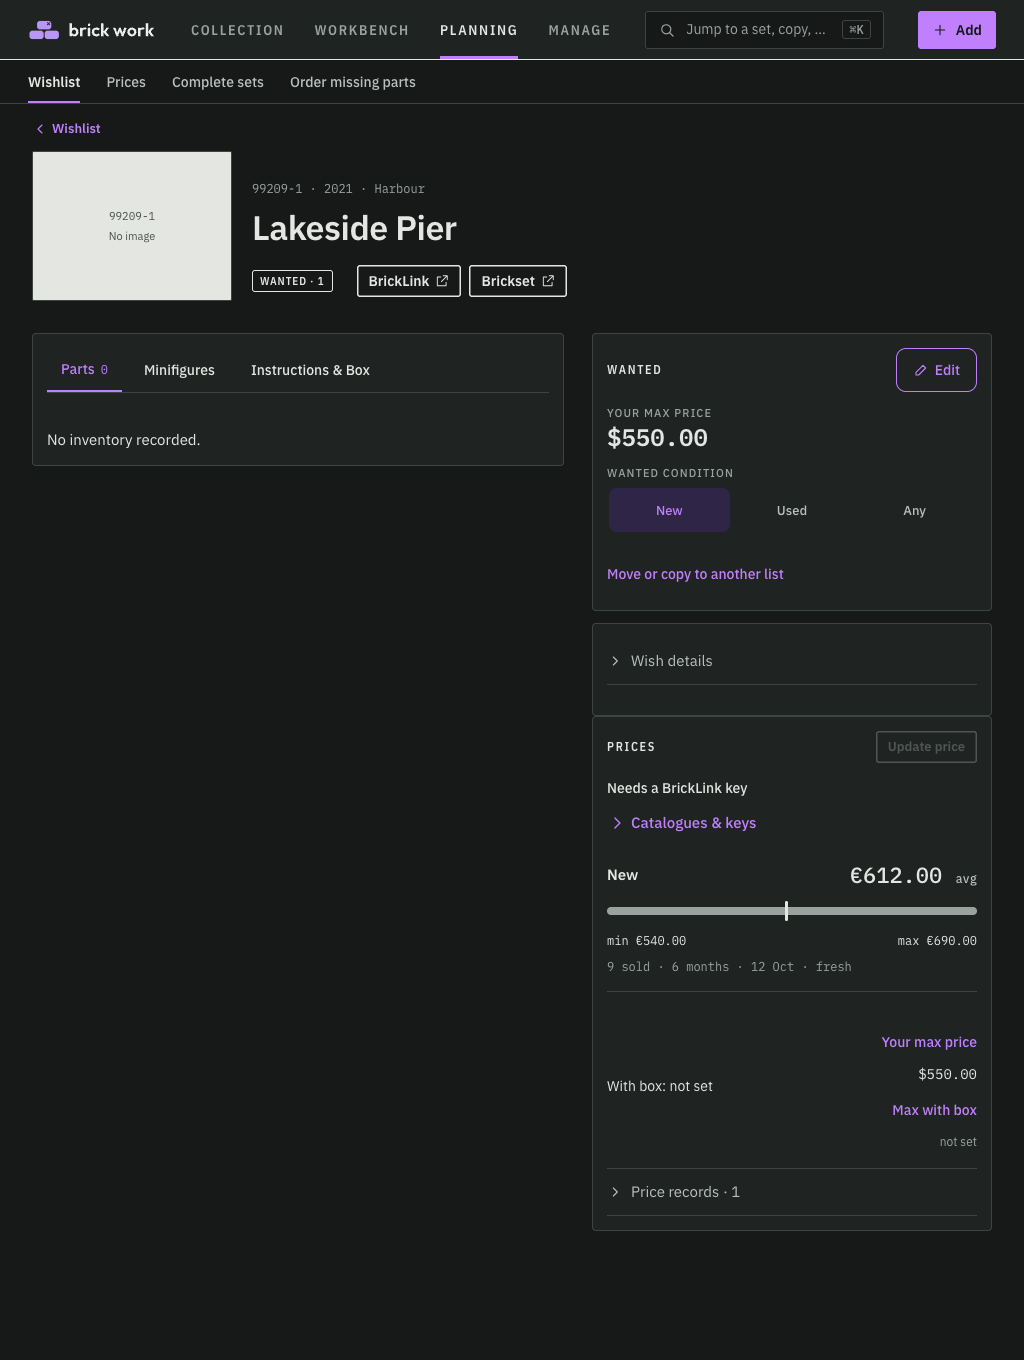 brick work
COLLECTION WORKBENCH PLANNING MANAGE
Jump to a set, copy, ... ⌘K
+ Add
Wishlist Prices Complete sets Order missing parts
Wishlist
99209-1
No image
99209-1 · 2021 · Harbour
Lakeside Pier
WANTED · 1
BrickLink
Brickset
Parts 0 Minifigures Instructions & Box
No inventory recorded.
WANTED
Edit
YOUR MAX PRICE
$550.00
WANTED CONDITION
New Used Any
Move or copy to another list
Wish details
PRICES
Update price
Needs a BrickLink key
Catalogues & keys
New €612.00 avg
min €540.00 max €690.00
9 sold · 6 months · 12 Oct · fresh
Your max price
$550.00
With box: not set
Max with box
not set
Price records · 1